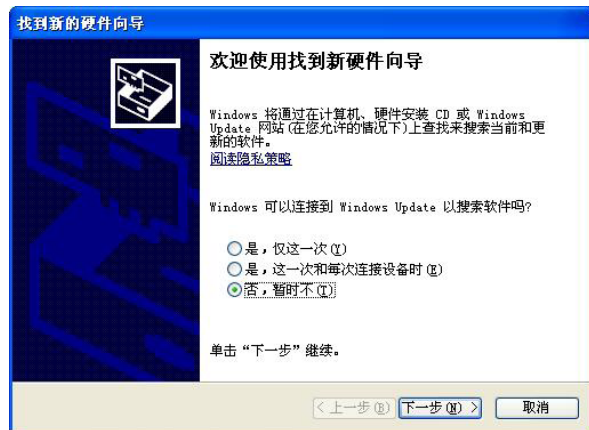 找到新的硬件向导
欢迎使用找到新硬件向导
Windows 将通过在计算机、硬件安装 CD 或 Windows
Update 网站(在您允许的情况下)上查找来搜索当前和更
新的软件。
阅读隐私策略
Windows 可以连接到 Windows Update 以搜索软件吗?
是，仅这一次(Y)
是，这一次和每次连接设备时(E)
否，暂时不(T)
单击“下一步”继续。
< 上一步(B) 下一步(N) > 取消